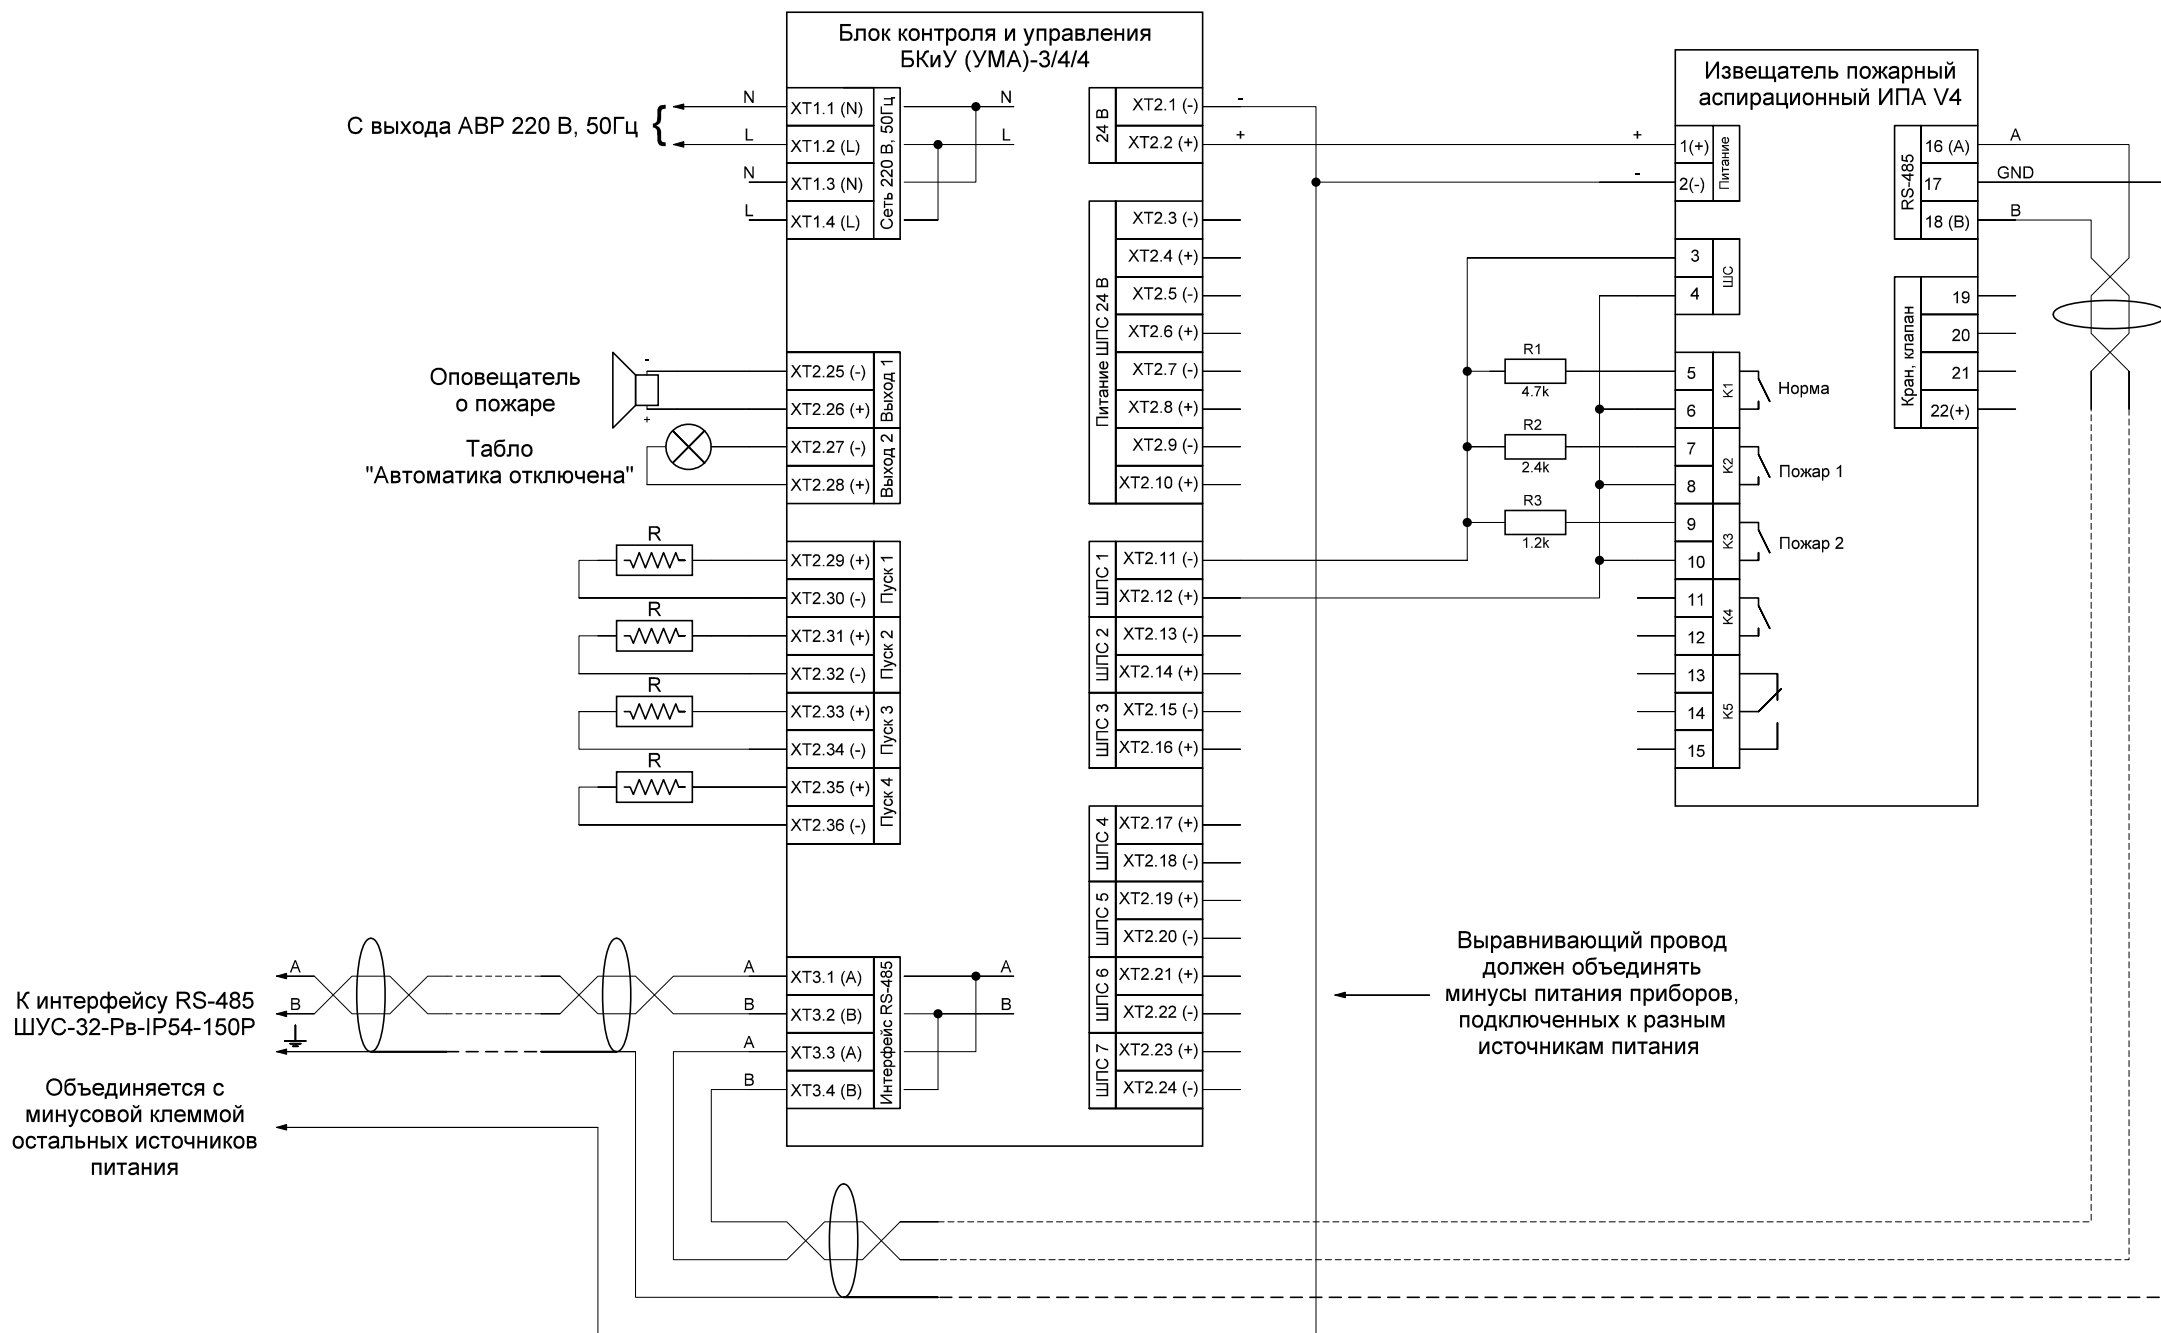 Блок контроля и управления
БКиУ (УМА)-3/4/4
С выхода АВР 220 В, 50Гц
N
L
N
L
XT1.1 (N)
XT1.2 (L)
XT1.3 (N)
XT1.4 (L)
Сеть 220 В, 50Гц
N
L
Оповещатель
о пожаре
-
+
Табло
"Автоматика отключена"
XT2.25 (-)
XT2.26 (+)
XT2.27 (-)
XT2.28 (+)
Выход 1
Выход 2
R
R
R
R
XT2.29 (+)
XT2.30 (-)
XT2.31 (+)
XT2.32 (-)
XT2.33 (+)
XT2.34 (-)
XT2.35 (+)
XT2.36 (-)
Пуск 1
Пуск 2
Пуск 3
Пуск 4
A
B
К интерфейсу RS-485
ШУС-32-Рв-IP54-150Р
A
B
A
B
XT3.1 (A)
XT3.2 (B)
XT3.3 (A)
XT3.4 (B)
Интерфейс RS-485
A
B
Объединяется с
минусовой клеммой
остальных источников
питания
24 В
XT2.1 (-)
XT2.2 (+)
-
+
Питание ШПС 24 В
XT2.3 (-)
XT2.4 (+)
XT2.5 (-)
XT2.6 (+)
XT2.7 (-)
XT2.8 (+)
XT2.9 (-)
XT2.10 (+)
ШПС 1
ШПС 2
ШПС 3
XT2.11 (-)
XT2.12 (+)
XT2.13 (-)
XT2.14 (+)
XT2.15 (-)
XT2.16 (+)
ШПС 4
ШПС 5
ШПС 6
ШПС 7
XT2.17 (+)
XT2.18 (-)
XT2.19 (+)
XT2.20 (-)
XT2.21 (+)
XT2.22 (-)
XT2.23 (+)
XT2.24 (-)
Выравнивающий провод
должен объединять
минусы питания приборов,
подключенных к разным
источникам питания
R1
4.7k
R2
2.4k
R3
1.2k
Извещатель пожарный
аспирационный ИПА V4
+
-
1(+)
2(-)
Питание
3
4
ШС
5
6
K1
Норма
7
8
K2
Пожар 1
9
10
K3
Пожар 2
11
12
K4
13
14
15
K5
RS-485
16 (A)
17
18 (B)
A
GND
B
Кран, клапан
19
20
21
22(+)